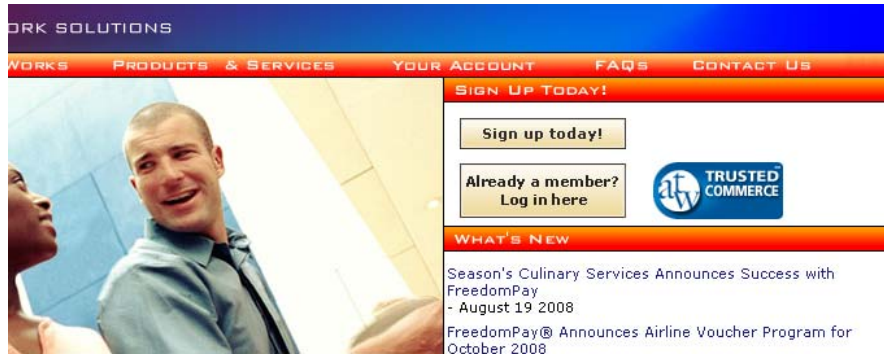 ORK SOLUTIONS
WORKS PRODUCTS & SERVICES YOUR ACCOUNT FAQS CONTACT US
SIGN UP TODAY!
Sign up today!
Already a member?
Log in here
atw TRUSTED
COMMERCE
WHAT'S NEW
Season's Culinary Services Announces Success with
FreedomPay
- August 19 2008
FreedomPay® Announces Airline Voucher Program for
October 2008